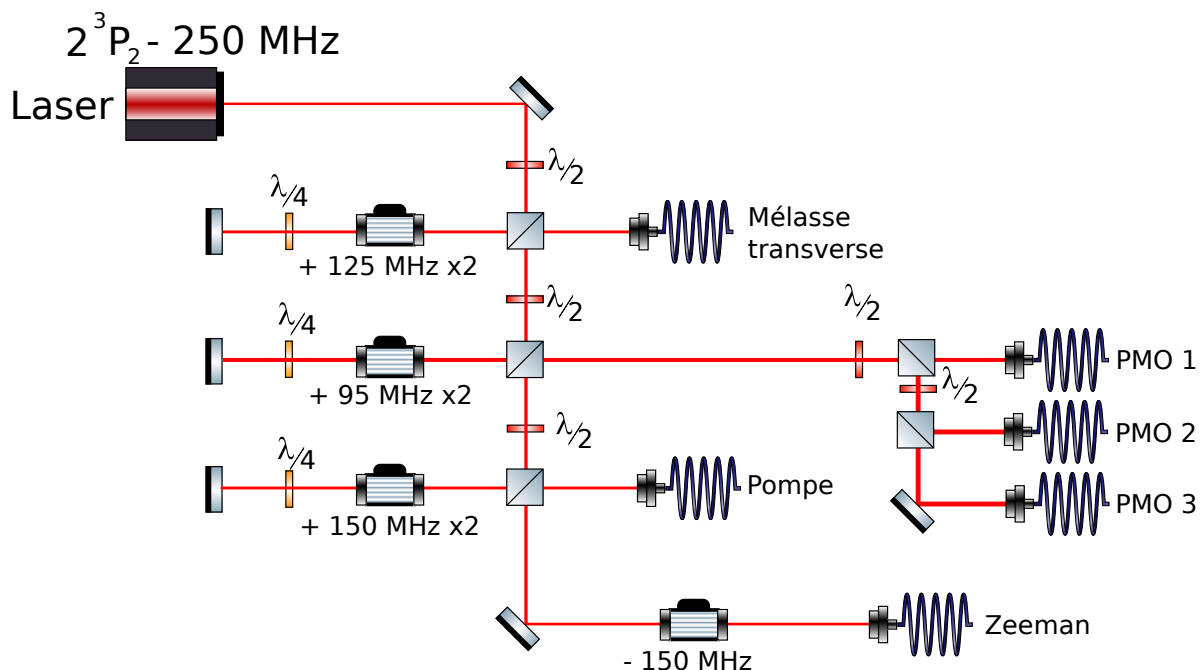 2³P₂ - 250 MHz
Laser
λ/2
λ/4
Mélasse
transverse
+ 125 MHz x2
λ/2
λ/2
λ/4
PMO 1
+ 95 MHz x2
λ/2
λ/2
PMO 2
λ/4
Pompe
PMO 3
+ 150 MHz x2
Zeeman
- 150 MHz